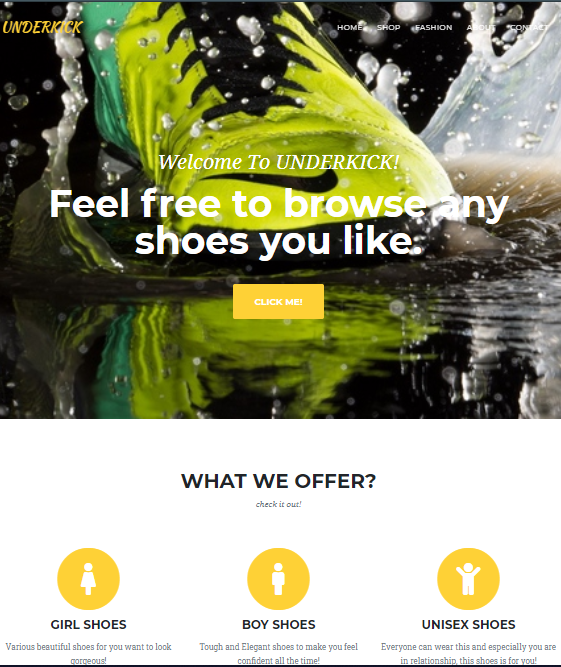 UNDERKICK
HOME SHOP FASHION ABOUT CONTACT
Welcome To UNDERKICK!
Feel free to browse any
shoes you like.
CLICK ME!
WHAT WE OFFER?
check it out!
GIRL SHOES BOY SHOES UNISEX SHOES
Various beautiful shoes for you want to look Tough and Elegant shoes to make you feel Everyone can wear this and especially you are
gorgeous! confident all the time! in relationship, this shoes is for you!